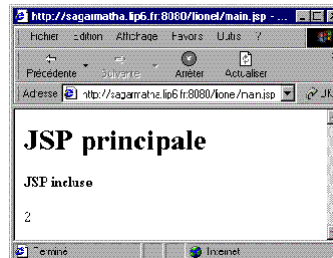 http://sagarmatha.lip6.fr:8080/lionel/main.jsp - ...
Fichier Edition Affichage Favoris Outils ?
Précédente Suivante Arrêter Actualiser
Adresse http://sagarmatha.lip6.fr:8080/lionel/main.jsp
JSP principale
JSP incluse
2
Terminé Internet